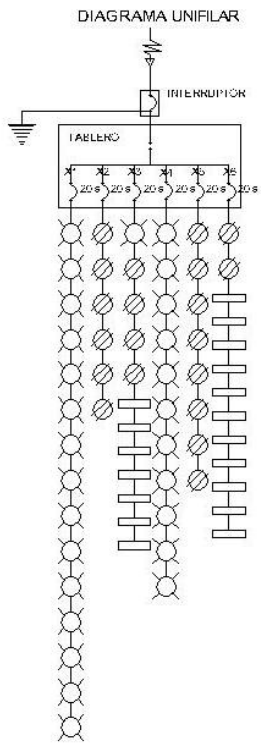 DIAGRAMA UNIFILAR
INTERRUPTOR
TABLERO
X1 X2 X3 X4 X5 X6
20 s 20 s 20 s 20 s 20 s 20 s